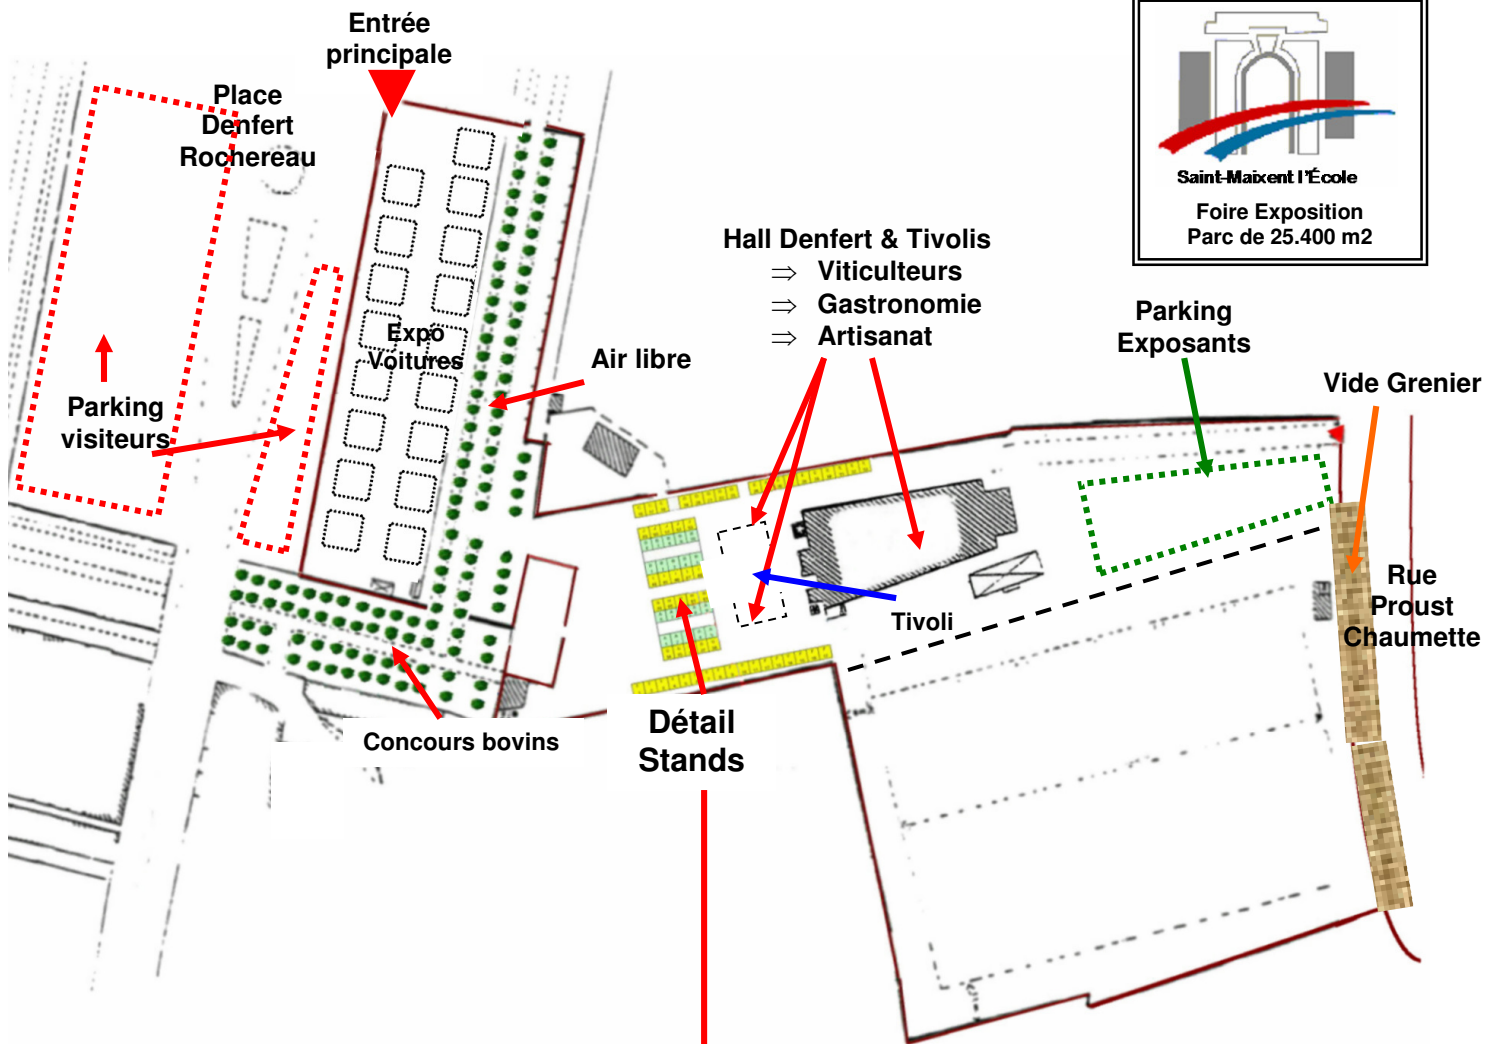 Entrée
principale
Place
Denfert
Rochereau
Saint-Maixent l'École
Foire Exposition
Parc de 25.400 m2
Hall Denfert & Tivolis
⇒ Viticulteurs
⇒ Gastronomie
⇒ Artisanat
Parking
Exposants
Expo
Voitures
Air libre
Vide Grenier
Parking
visiteurs
Rue
Proust
Chaumette
Tivoli
Concours bovins
Détail
Stands